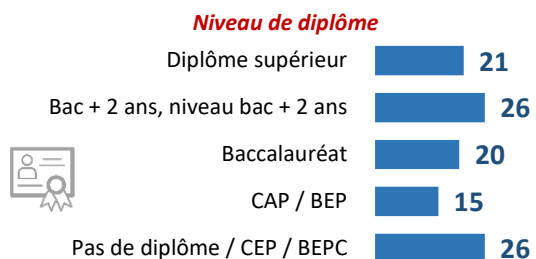 Niveau de diplôme
Diplôme supérieur 21
Bac + 2 ans, niveau bac + 2 ans 26
Baccalauréat 20
CAP / BEP 15
Pas de diplôme / CEP / BEPC 26